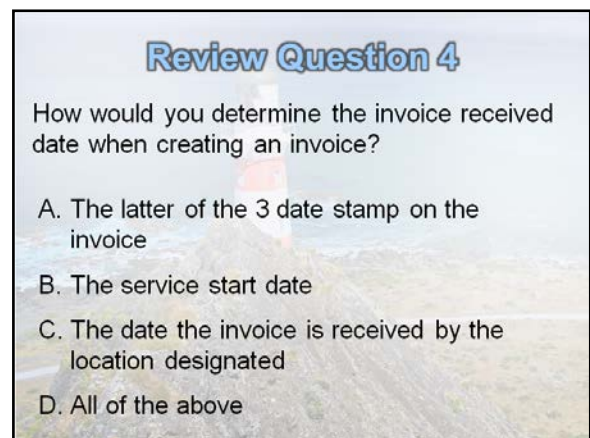 Review Question 4
How would you determine the invoice received
date when creating an invoice?
A. The latter of the 3 date stamp on the
invoice
B. The service start date
C. The date the invoice is received by the
location designated
D. All of the above